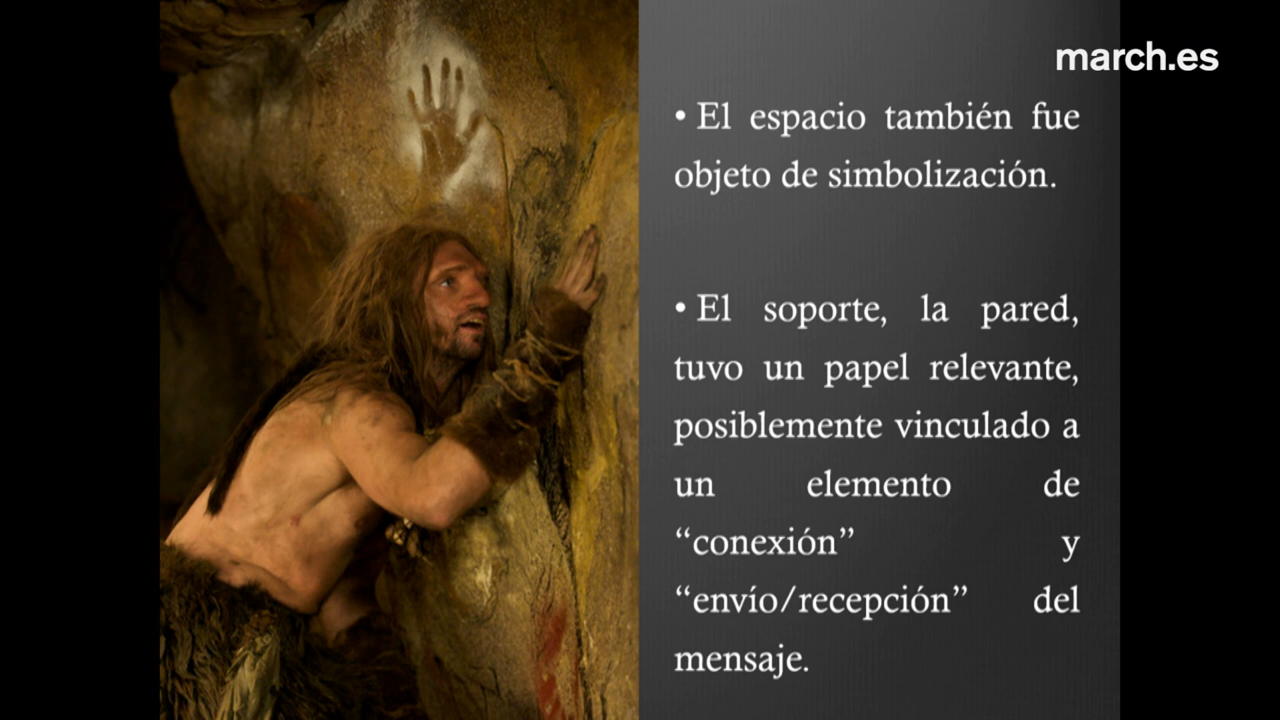 march.es
• El espacio también fue
objeto de simbolización.
• El soporte, la pared,
tuvo un papel relevante,
posiblemente vinculado a
un elemento de
“conexión” y
“envío/recepción” del
mensaje.